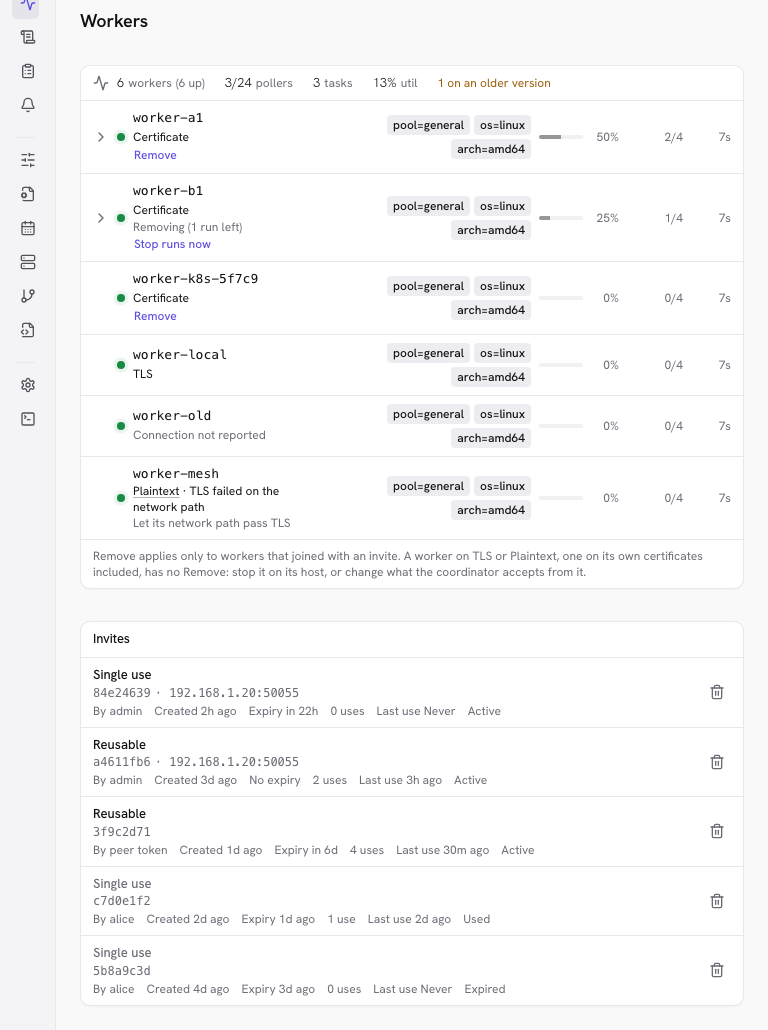 Workers
6 workers (6 up) 3/24 pollers 3 tasks 13% util 1 on an older version
worker-a1
Certificate
Remove
pool=general os=linux
arch=amd64
50% 2/4 7s
worker-b1
Certificate
Removing (1 run left)
Stop runs now
pool=general os=linux
arch=amd64
25% 1/4 7s
worker-k8s-5f7c9
Certificate
Remove
pool=general os=linux
arch=amd64
0% 0/4 7s
worker-local
TLS
pool=general os=linux
arch=amd64
0% 0/4 7s
worker-old
Connection not reported
pool=general os=linux
arch=amd64
0% 0/4 7s
worker-mesh
Plaintext · TLS failed on the
network path
Let its network path pass TLS
pool=general os=linux
arch=amd64
0% 0/4 7s
Remove applies only to workers that joined with an invite. A worker on TLS or Plaintext, one on its own certificates
included, has no Remove: stop it on its host, or change what the coordinator accepts from it.
Invites
Single use
84e24639 · 192.168.1.20:50055
By admin Created 2h ago Expiry in 22h 0 uses Last use Never Active
Reusable
a4611fb6 · 192.168.1.20:50055
By admin Created 3d ago No expiry 2 uses Last use 3h ago Active
Reusable
3f9c2d71
By peer token Created 1d ago Expiry in 6d 4 uses Last use 30m ago Active
Single use
c7d0e1f2
By alice Created 2d ago Expiry 1d ago 1 use Last use 2d ago Used
Single use
5b8a9c3d
By alice Created 4d ago Expiry 3d ago 0 uses Last use Never Expired